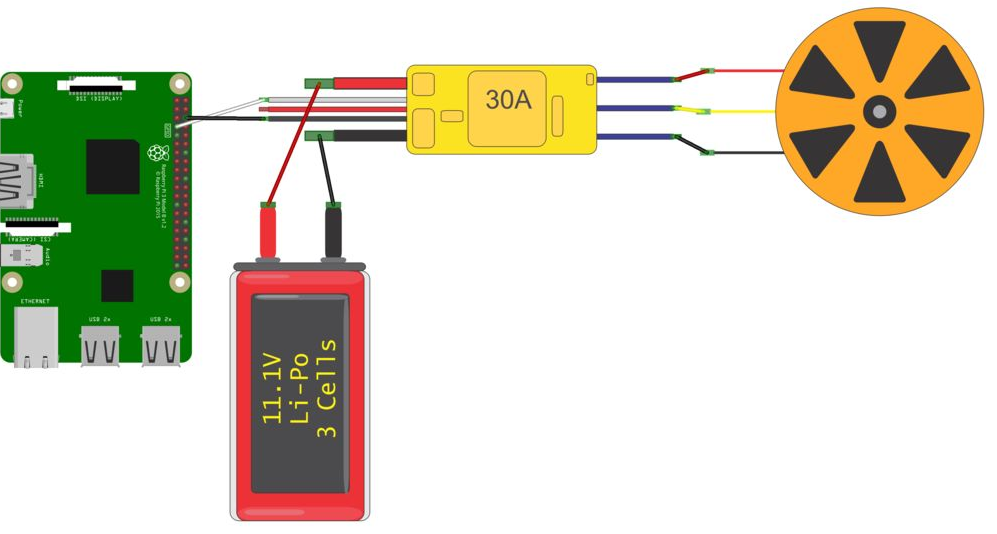 DSI (DISPLAY)
Power
GPIO
HDMI
Raspberry Pi 3 Model B v1.2
© Raspberry Pi 2015
CSI (CAMERA)
Audio
ETHERNET
USB 2x
USB 2x
30A
11.1V
Li-Po
3 Cells